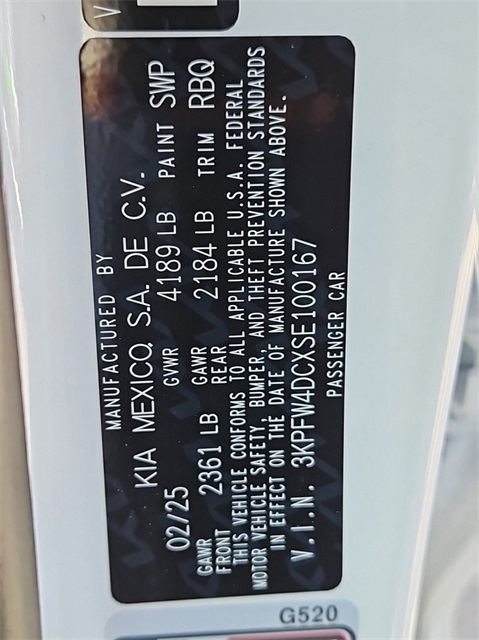 V
MANUFACTURED BY
KIA MEXICO. S.A. DE C.V.
02/25 GVWR 4189 LB PAINT SWP
GAWR FRONT 2361 LB GAWR REAR 2184 LB TRIM RBQ
THIS VEHICLE CONFORMS TO ALL APPLICABLE U.S.A. FEDERAL
MOTOR VEHICLE SAFETY, BUMPER, AND THEFT PREVENTION STANDARDS
IN EFFECT ON THE DATE OF MANUFACTURE SHOWN ABOVE.
V.I.N. 3KPFW4DCXSE100167
PASSENGER CAR
G520